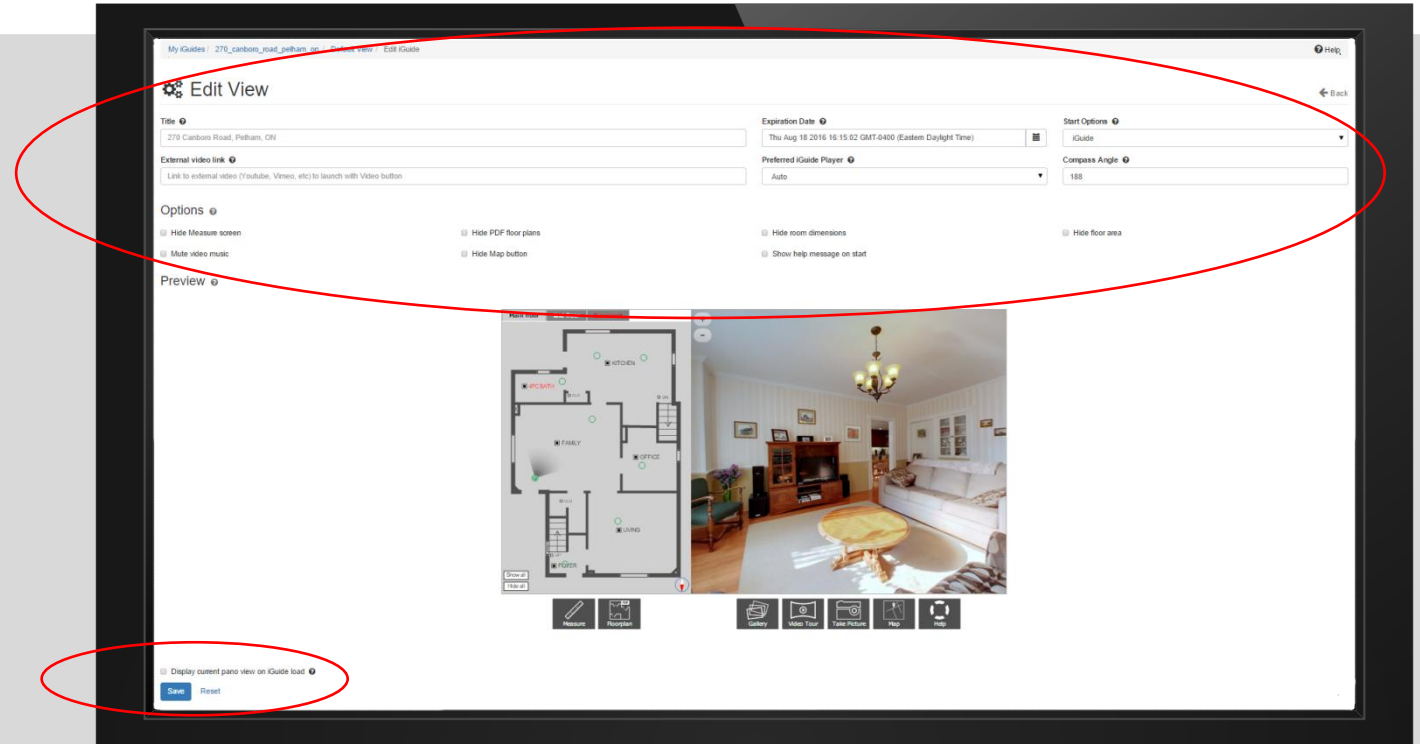 My iGuides / 270_canboro_road_pelham_on / Default View / Edit iGuide
Help
Edit View
Back
Title
Expiration Date
Start Options
270 Canboro Road, Pelham, ON
Thu Aug 18 2016 16:15:02 GMT-0400 (Eastern Daylight Time)
iGuide
External video link
Preferred iGuide Player
Compass Angle
Link to external video (Youtube, Vimeo, etc) to launch with Video button
Auto
188
Options
Hide Measure screen
Hide PDF floor plans
Hide room dimensions
Hide floor area
Mute video music
Hide Map button
Show help message on start
Preview
Main floor
KITCHEN
4PC BATH
FAMILY
OFFICE
LIVING
FOYER
Show all
Hide all
Measure
Floorplan
Gallery
Video Tour
Take Picture
Map
Help
Display current pano view on iGuide load
Save
Reset